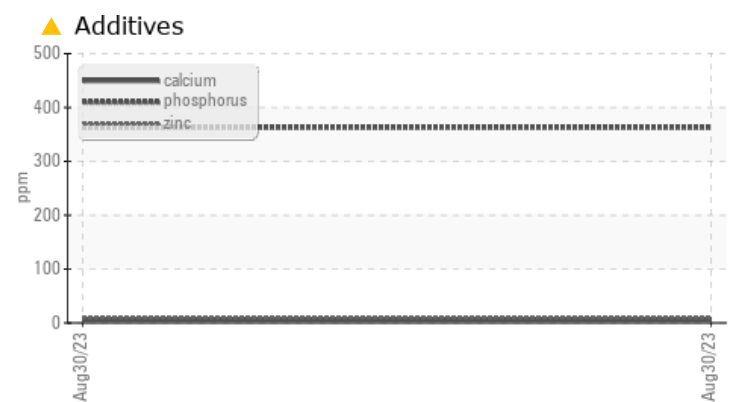 Additives
500
calcium
phosphorus
zinc
400
300
ppm
200
100
0
Aug30/23
Aug30/23